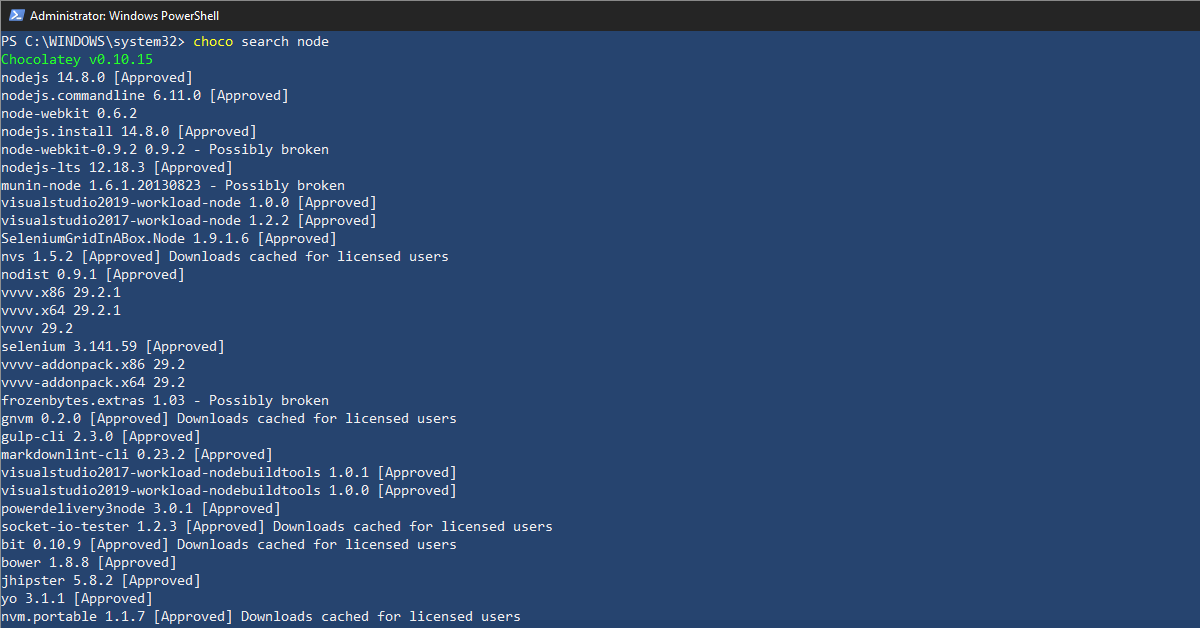 Administrator: Windows PowerShell
PS C:\WINDOWS\system32> choco search node
Chocolatey v0.10.15
nodejs 14.8.0 [Approved]
nodejs.commandline 6.11.0 [Approved]
node-webkit 0.6.2
nodejs.install 14.8.0 [Approved]
node-webkit-0.9.2 0.9.2 - Possibly broken
nodejs-lts 12.18.3 [Approved]
munin-node 1.6.1.20130823 - Possibly broken
visualstudio2019-workload-node 1.0.0 [Approved]
visualstudio2017-workload-node 1.2.2 [Approved]
SeleniumGridInABox.Node 1.9.1.6 [Approved]
nvs 1.5.2 [Approved] Downloads cached for licensed users
nodist 0.9.1 [Approved]
vvvv.x86 29.2.1
vvvv.x64 29.2.1
vvvv 29.2
selenium 3.141.59 [Approved]
vvvv-addonpack.x86 29.2
vvvv-addonpack.x64 29.2
frozenbytes.extras 1.03 - Possibly broken
gnvm 0.2.0 [Approved] Downloads cached for licensed users
gulp-cli 2.3.0 [Approved]
markdownlint-cli 0.23.2 [Approved]
visualstudio2017-workload-nodebuildtools 1.0.1 [Approved]
visualstudio2019-workload-nodebuildtools 1.0.0 [Approved]
powerdelivery3node 3.0.1 [Approved]
socket-io-tester 1.2.3 [Approved] Downloads cached for licensed users
bit 0.10.9 [Approved] Downloads cached for licensed users
bower 1.8.8 [Approved]
jhipster 5.8.2 [Approved]
yo 3.1.1 [Approved]
nvm.portable 1.1.7 [Approved] Downloads cached for licensed users